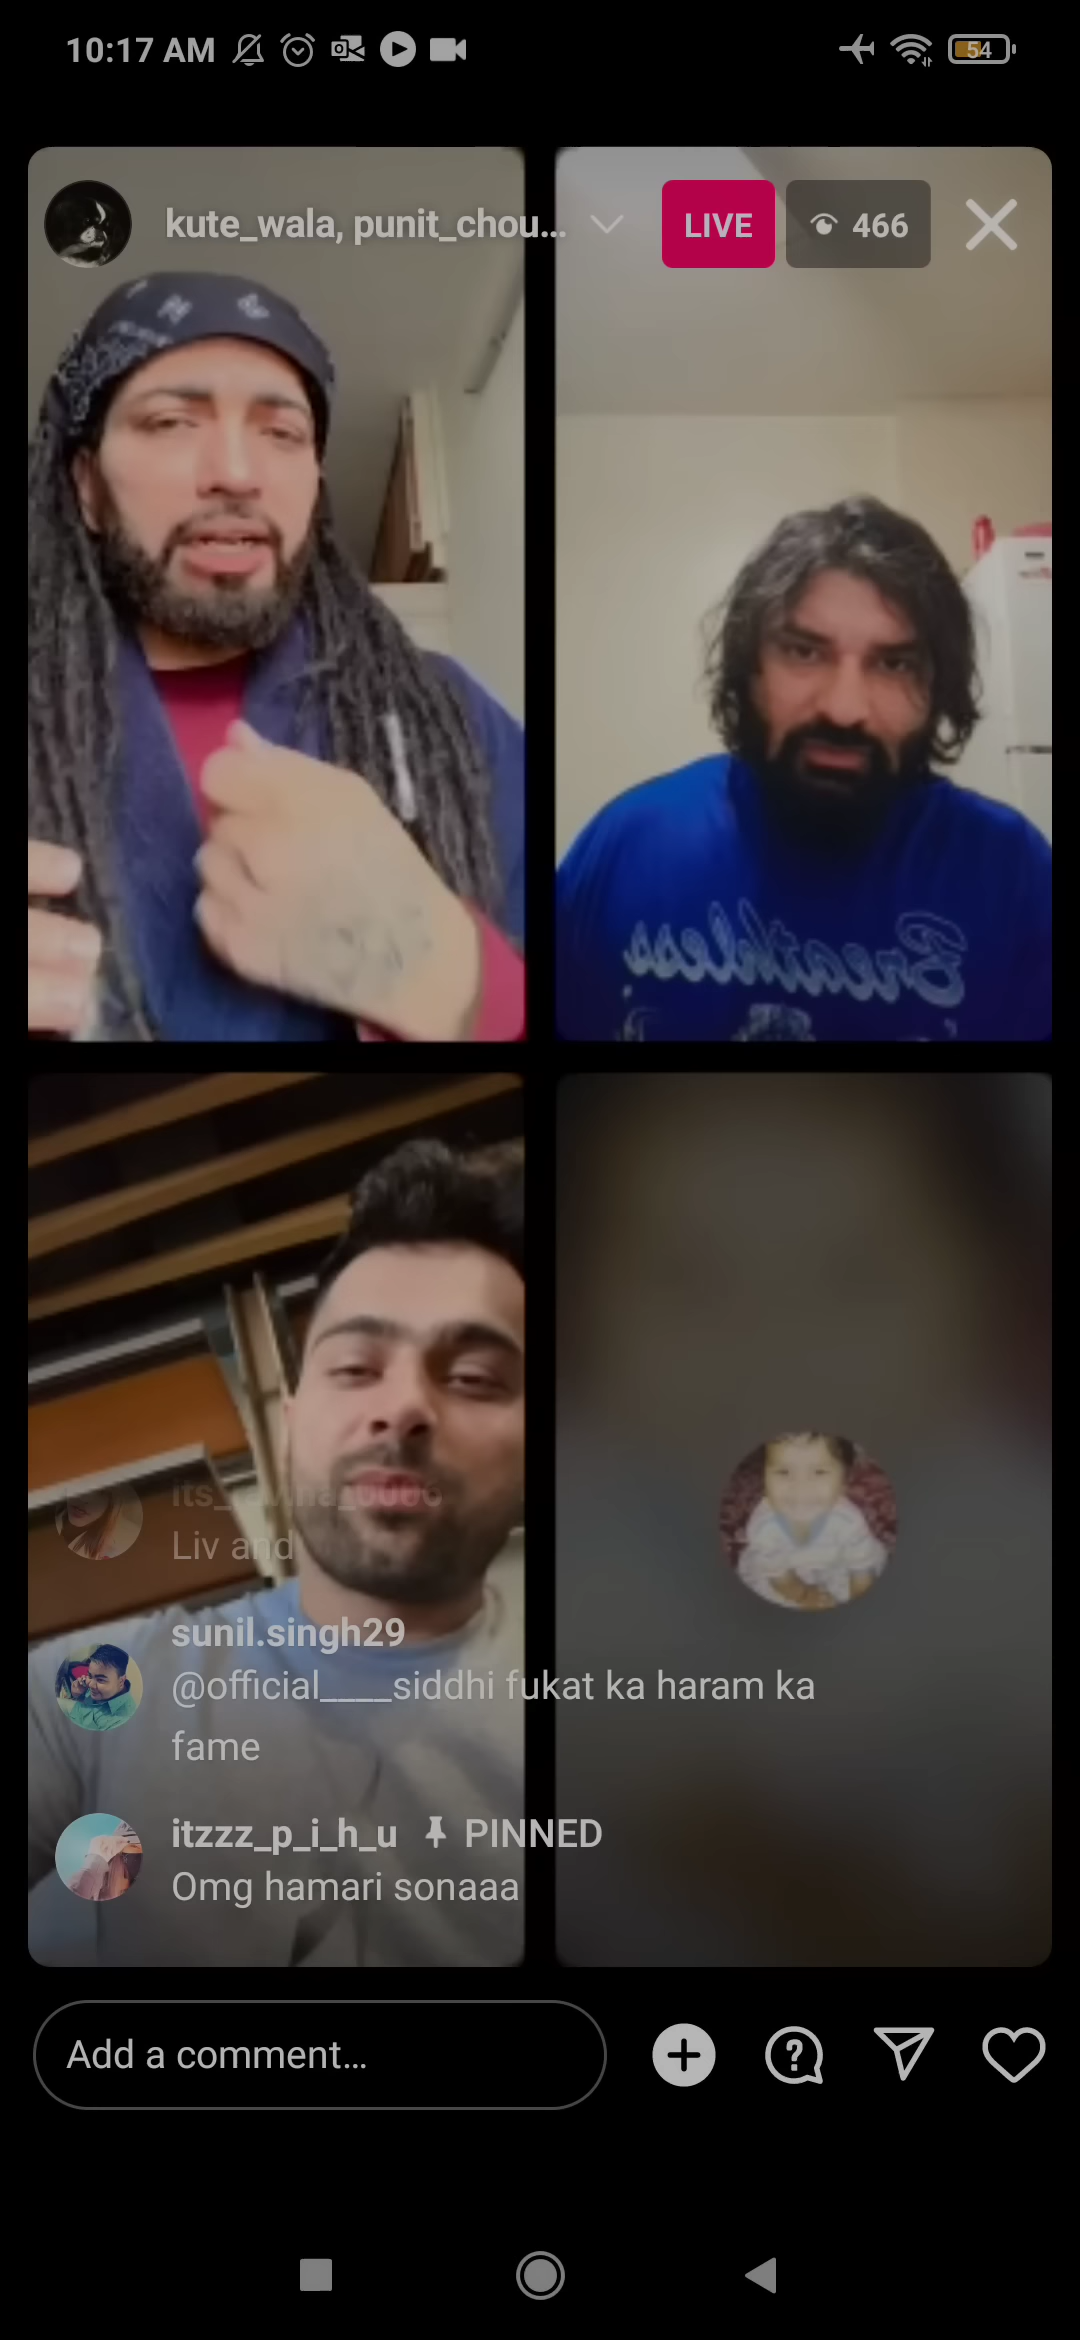 10:17 AM
54
kute_wala, punit_chou...
LIVE
466
Breathless
Liv and
sunil.singh29
@official____siddhi fukat ka haram ka
fame
itzzz_p_i_h_u PINNED
Omg hamari sonaaa
Add a comment...